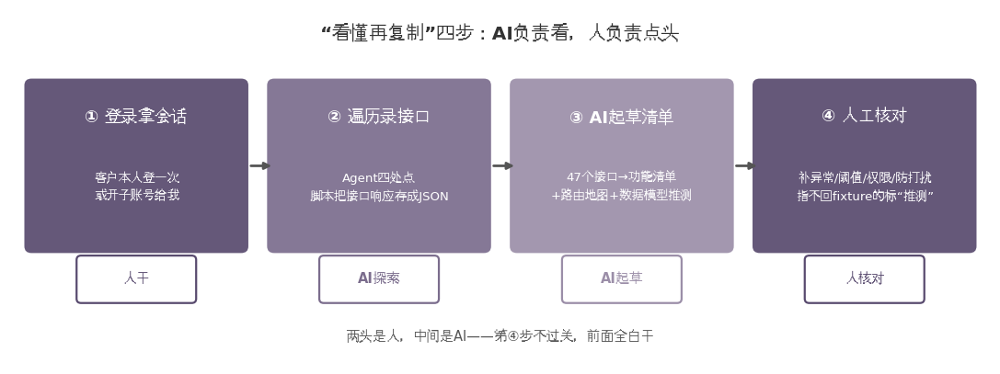 “看懂再复制”四步：AI负责看，人负责点头
① 登录拿会话
客户本人登一次
或开子账号给我
人干
② 遍历录接口
Agent四处点
脚本把接口响应存成JSON
AI探索
③ AI起草清单
47个接口→功能清单
+路由地图+数据模型推测
AI起草
④ 人工核对
补异常/阈值/权限/防打扰
指不回fixture的标“推测”
人核对
两头是人，中间是AI——第④步不过关，前面全白干